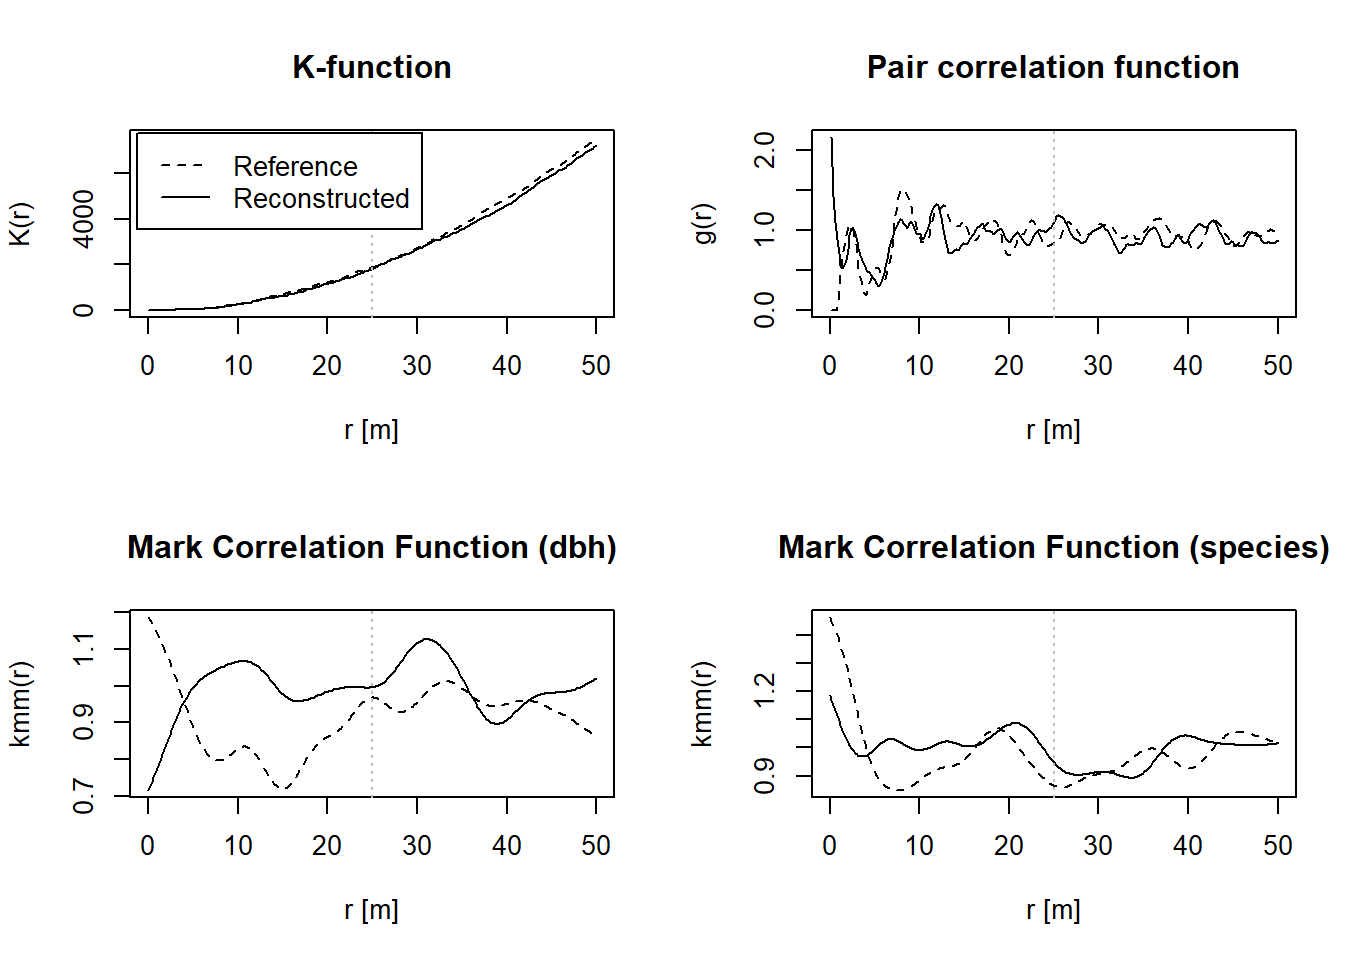 K-function
K(r)
4000
0
Reference
Reconstructed
0 10 20 30 40 50
r [m]
Pair correlation function
g(r)
2.0
1.0
0.0
0 10 20 30 40 50
r [m]
Mark Correlation Function (dbh)
kmm(r)
1.1
0.9
0.7
0 10 20 30 40 50
r [m]
Mark Correlation Function (species)
kmm(r)
1.2
0.9
0 10 20 30 40 50
r [m]